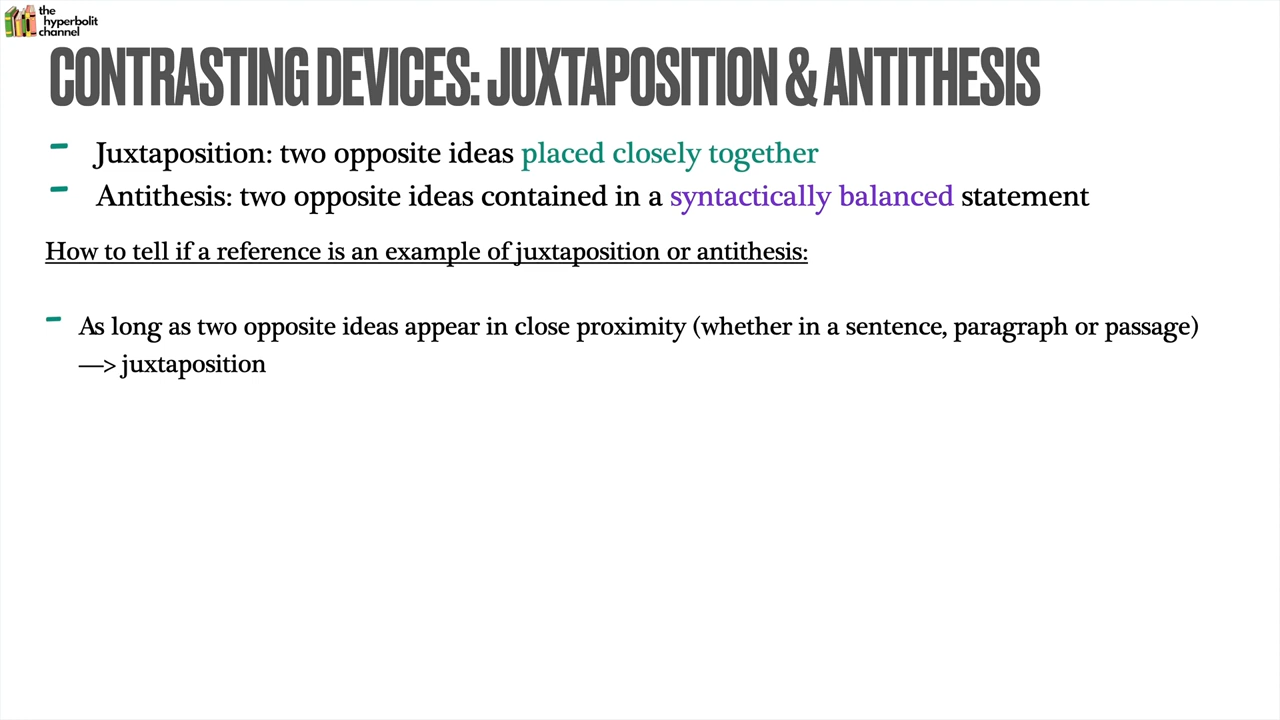 the
hyperbolit
channel
CONTRASTING DEVICES: JUXTAPOSITION & ANTITHESIS
- Juxtaposition: two opposite ideas placed closely together
- Antithesis: two opposite ideas contained in a syntactically balanced statement
How to tell if a reference is an example of juxtaposition or antithesis:
- As long as two opposite ideas appear in close proximity (whether in a sentence, paragraph or passage)
—> juxtaposition